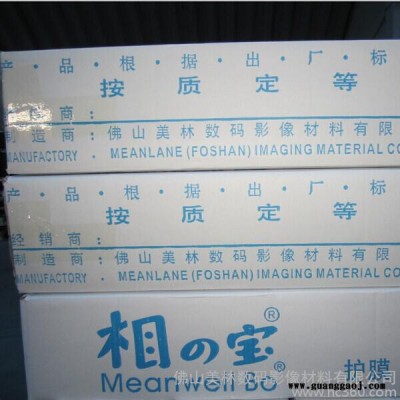 产·品·根·据·出·厂·标
按质定等
销商：
制造商：佛山美林数码影像材料有限
MANUFACTORY . MEANLANE (FOSHAN) IMAGING MATERIAL CO
产·品·根·据·出·厂·标
按质定等
经销商：
制造商：佛山美林数码影像材料有限
MANUFACTORY . MEANLANE (FOSHAN) IMAGING MATERIAL CO
相の宝®
Meanwell
护膜
佛山美林数码影像材料有限公司
www.hc360.com
www.guanggaoj.com